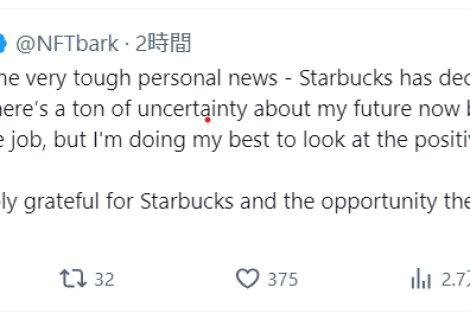 @NFTbark · 2時間
me very tough personal news - Starbucks has dec
here's a ton of uncertainty about my future now b
e job, but I'm doing my best to look at the positiv
ly grateful for Starbucks and the opportunity the
32 375 2.7